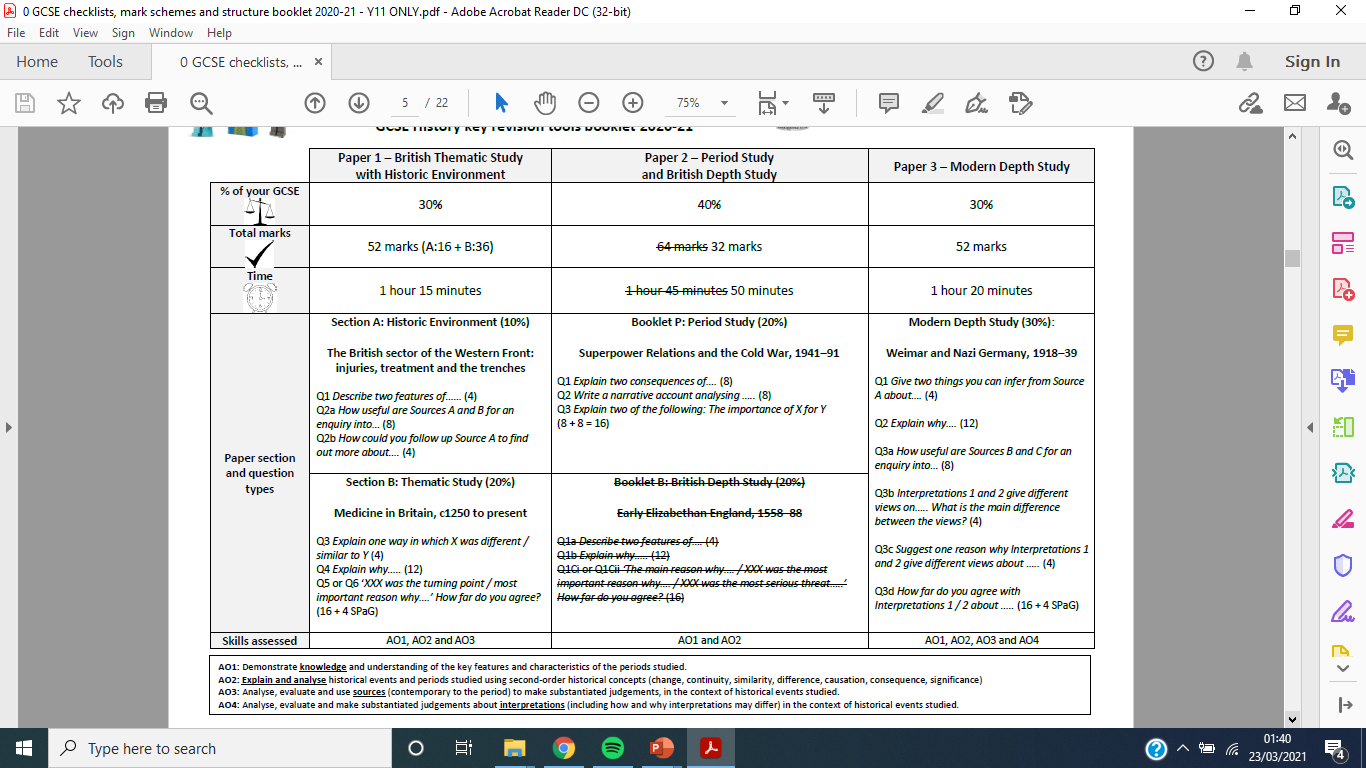 0 GCSE checklists, mark schemes and structure booklet 2020-21 - Y11 ONLY.pdf - Adobe Acrobat Reader DC (32-bit)
File Edit View Sign Window Help
Home Tools 0 GCSE checklists, ... × Sign In
5 / 22 75%
GCSE History key revision tools booklet 2020-21
Paper 1 – British Thematic Study
with Historic Environment
Paper 2 – Period Study
and British Depth Study
Paper 3 – Modern Depth Study
% of your GCSE
30%
40%
30%
Total marks
52 marks (A:16 + B:36)
64 marks 32 marks
52 marks
Time
1 hour 15 minutes
1 hour 45 minutes 50 minutes
1 hour 20 minutes
Paper section
and question
types
Section A: Historic Environment (10%)
The British sector of the Western Front:
injuries, treatment and the trenches
Q1 Describe two features of...... (4)
Q2a How useful are Sources A and B for an
enquiry into... (8)
Q2b How could you follow up Source A to find
out more about.... (4)
Booklet P: Period Study (20%)
Superpower Relations and the Cold War, 1941–91
Q1 Explain two consequences of.... (8)
Q2 Write a narrative account analysing ..... (8)
Q3 Explain two of the following: The importance of X for Y
(8 + 8 = 16)
Modern Depth Study (30%):
Weimar and Nazi Germany, 1918–39
Q1 Give two things you can infer from Source
A about.... (4)
Q2 Explain why.... (12)
Q3a How useful are Sources B and C for an
enquiry into... (8)
Q3b Interpretations 1 and 2 give different
views on..... What is the main difference
between the views? (4)
Q3c Suggest one reason why Interpretations 1
and 2 give different views about ..... (4)
Q3d How far do you agree with
Interpretations 1 / 2 about ..... (16 + 4 SPaG)
Section B: Thematic Study (20%)
Medicine in Britain, c1250 to present
Q3 Explain one way in which X was different /
similar to Y (4)
Q4 Explain why..... (12)
Q5 or Q6 ‘XXX was the turning point / most
important reason why....’ How far do you agree?
(16 + 4 SPaG)
Booklet B: British Depth Study (20%)
Early Elizabethan England, 1558–88
Q1a Describe two features of.... (4)
Q1b Explain why..... (12)
Q1Ci or Q1Cii ‘The main reason why.... / XXX was the most
important reason why.... / XXX was the most serious threat.....’
How far do you agree? (16)
Skills assessed
AO1, AO2 and AO3
AO1 and AO2
AO1, AO2, AO3 and AO4
AO1: Demonstrate knowledge and understanding of the key features and characteristics of the periods studied.
AO2: Explain and analyse historical events and periods studied using second-order historical concepts (change, continuity, similarity, difference, causation, consequence, significance)
AO3: Analyse, evaluate and use sources (contemporary to the period) to make substantiated judgements, in the context of historical events studied.
AO4: Analyse, evaluate and make substantiated judgements about interpretations (including how and why interpretations may differ) in the context of historical events studied.
Type here to search
01:40
23/03/2021
4